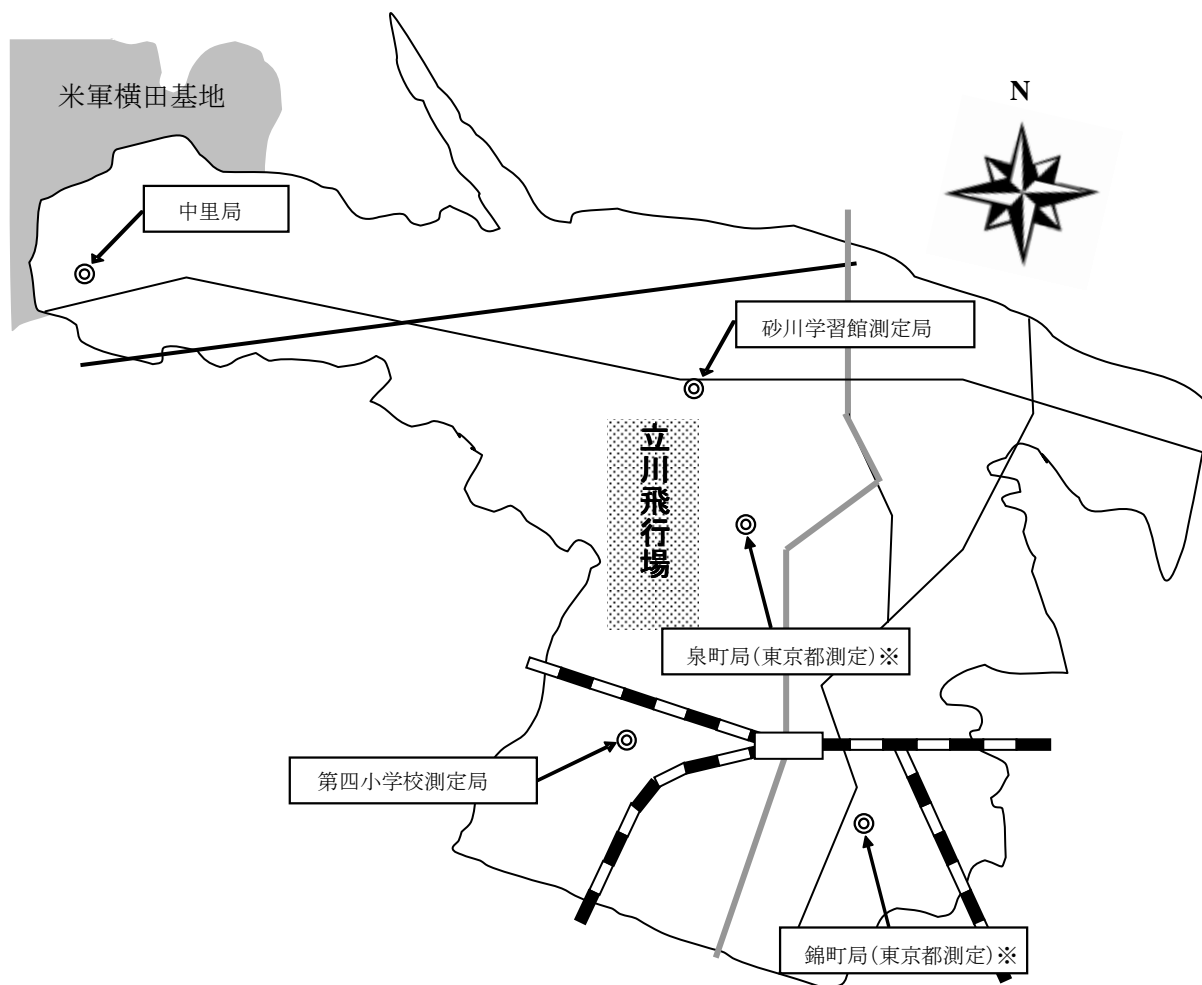 米軍横田基地
N
中里局
砂川学習館測定局
立川飛行場
泉町局(東京都測定)※
第四小学校測定局
錦町局(東京都測定)※